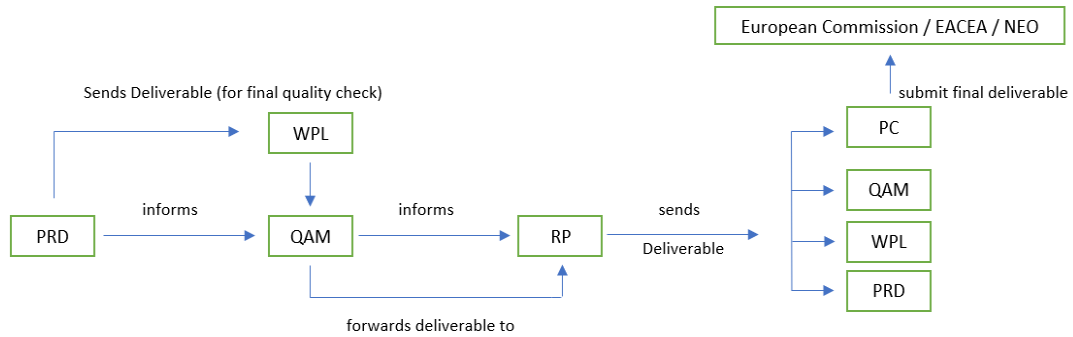 European Commission / EACEA / NEO
Sends Deliverable (for final quality check)
submit final deliverable
WPL
PC
QAM
informs
informs
sends
PRD
QAM
RP
Deliverable
WPL
PRD
forwards deliverable to